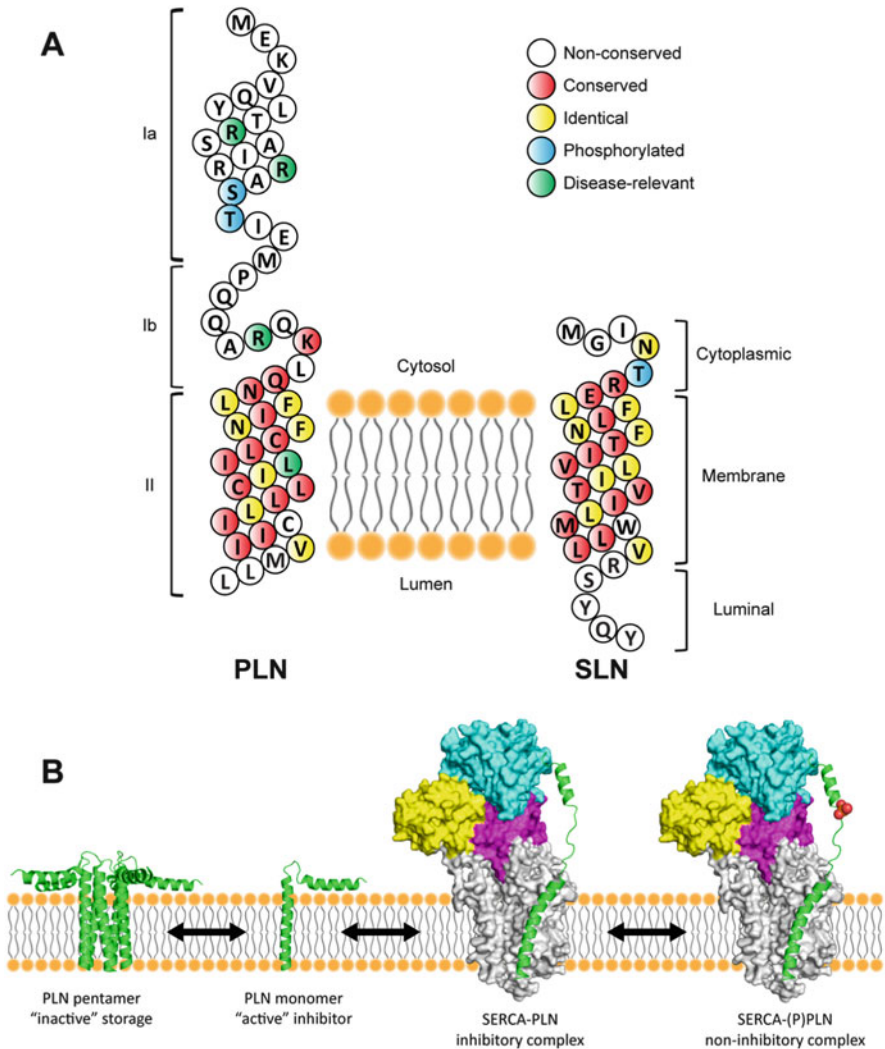 A
M
E
K
V
Y Q L
R T
S A
R I R
S A
T I E
M
P
Q
Q
A R Q K
L
L N Q F
N I F
I L C L
C I L
I L L C
I I V
L L M
Ia
Ib
II
PLN
Non-conserved
Conserved
Identical
Phosphorylated
Disease-relevant
Cytosol
Lumen
M G I N
T
L E R F
N L F
V I T L
T I V
M L I W
L L V
S R
Y
Q Y
SLN
Cytoplasmic
Membrane
Luminal
B
PLN pentamer
"inactive" storage
PLN monomer
"active" inhibitor
SERCA-PLN
inhibitory complex
SERCA-(P)PLN
non-inhibitory complex